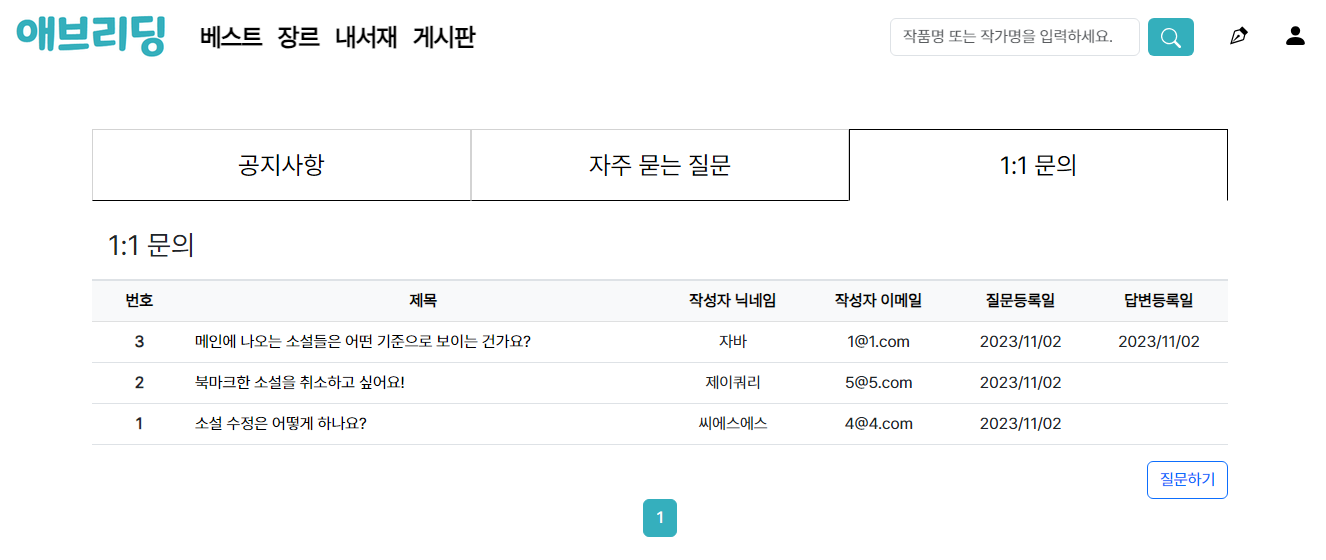 애브리딩 베스트 장르 내서재 게시판 작품명 또는 작가명을 입력하세요.
공지사항 자주 묻는 질문 1:1 문의
1:1 문의
번호 제목 작성자 닉네임 작성자 이메일 질문등록일 답변등록일
3 메인에 나오는 소설들은 어떤 기준으로 보이는 건가요? 자바 1@1.com 2023/11/02 2023/11/02
2 북마크한 소설을 취소하고 싶어요! 제이쿼리 5@5.com 2023/11/02
1 소설 수정은 어떻게 하나요? 씨에스에스 4@4.com 2023/11/02
질문하기
1